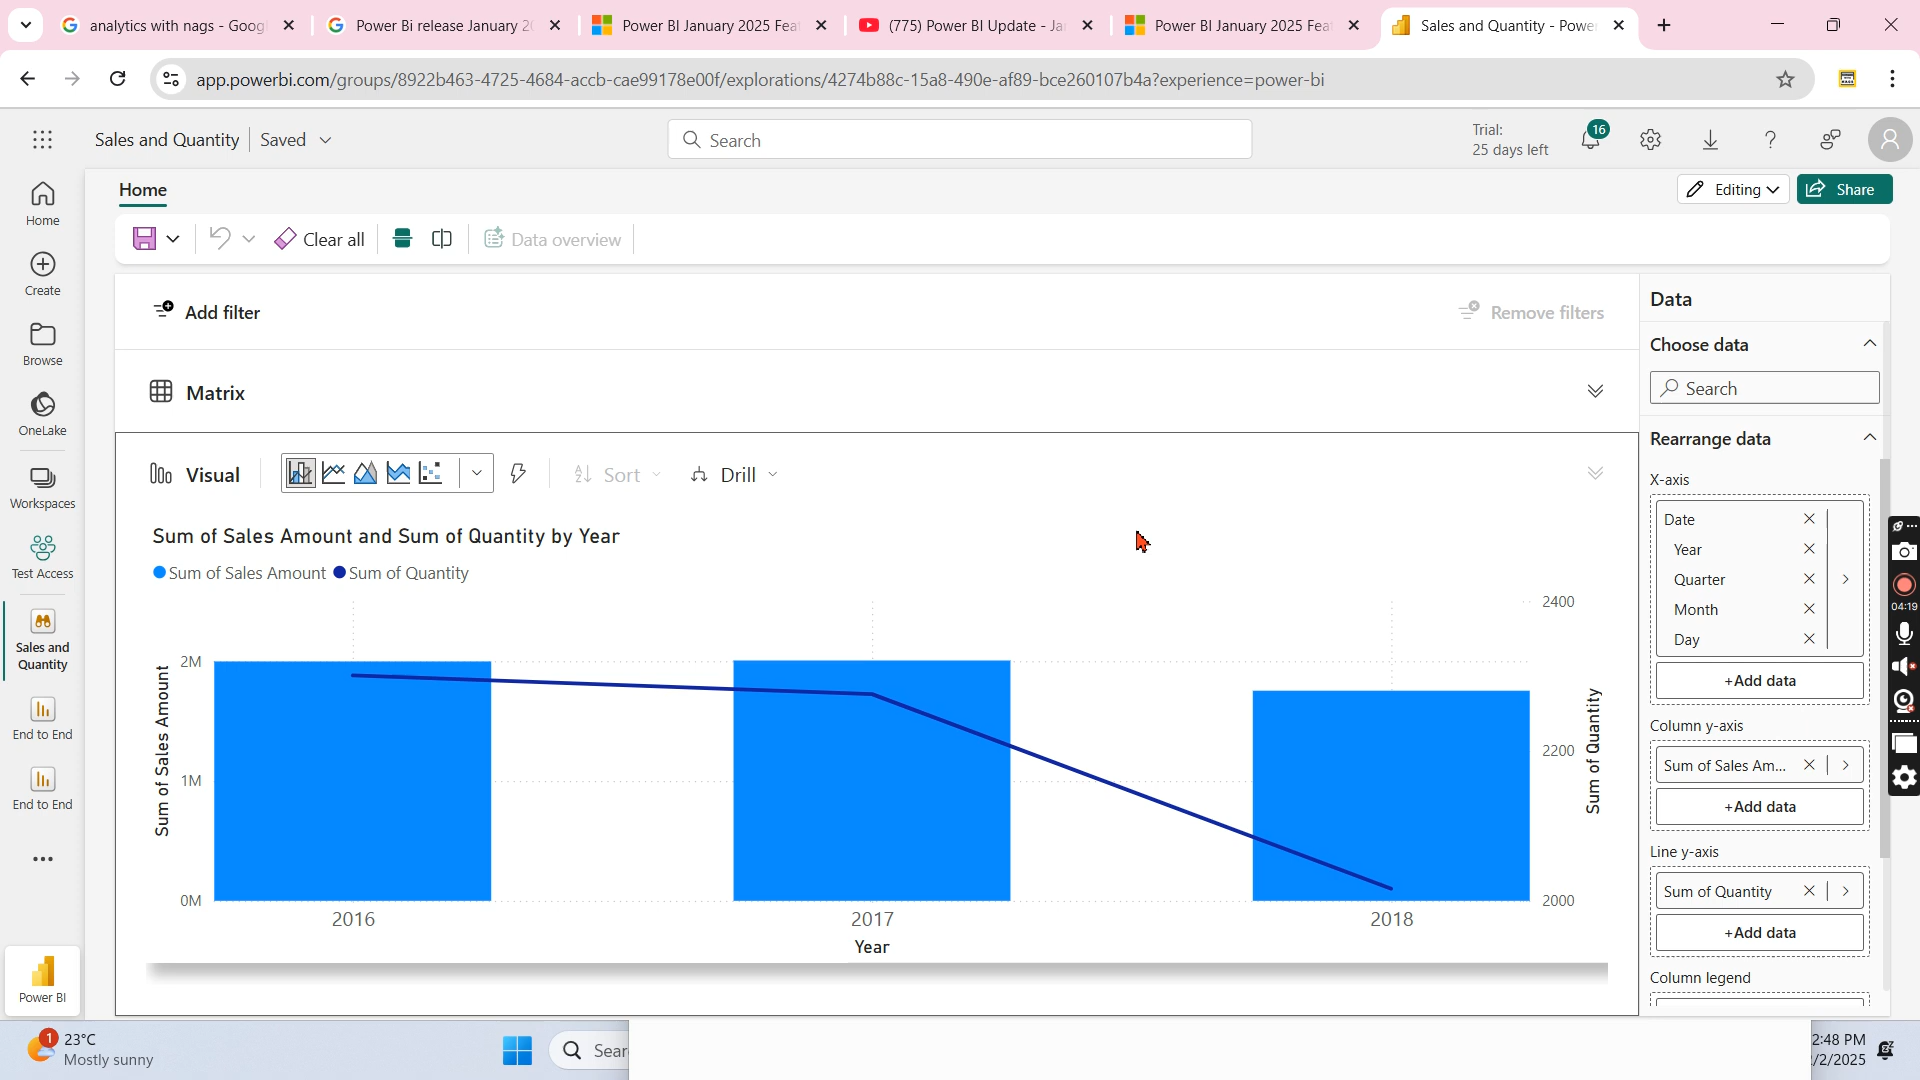 analytics with nags - Goog
Power Bi release January 2
Power BI January 2025 Fea
(775) Power BI Update - Ja
Power BI January 2025 Fea
Sales and Quantity - Powe
app.powerbi.com/groups/8922b463-4725-4684-accb-cae99178e00f/explorations/4274b88c-15a8-490e-af89-bce260107b4a?experience=power-bi
Sales and Quantity
Saved
Search
Trial:
25 days left
16
Home
Editing
Share
Clear all
Data overview
Home
Create
Browse
OneLake
Workspaces
Test Access
Sales and
Quantity
End to End
End to End
Power BI
Add filter
Remove filters
Matrix
Visual
Sort
Drill
Sum of Sales Amount and Sum of Quantity by Year
Sum of Sales Amount
Sum of Quantity
Sum of Sales Amount
2M
1M
0M
2016
2017
2018
Year
2400
2200
2000
Sum of Quantity
Data
Choose data
Search
Rearrange data
X-axis
Date
Year
Quarter
Month
Day
+Add data
Column y-axis
Sum of Sales Am...
+Add data
Line y-axis
Sum of Quantity
+Add data
Column legend
04:19
1
23°C
Mostly sunny
Sear
2:48 PM
/2/2025